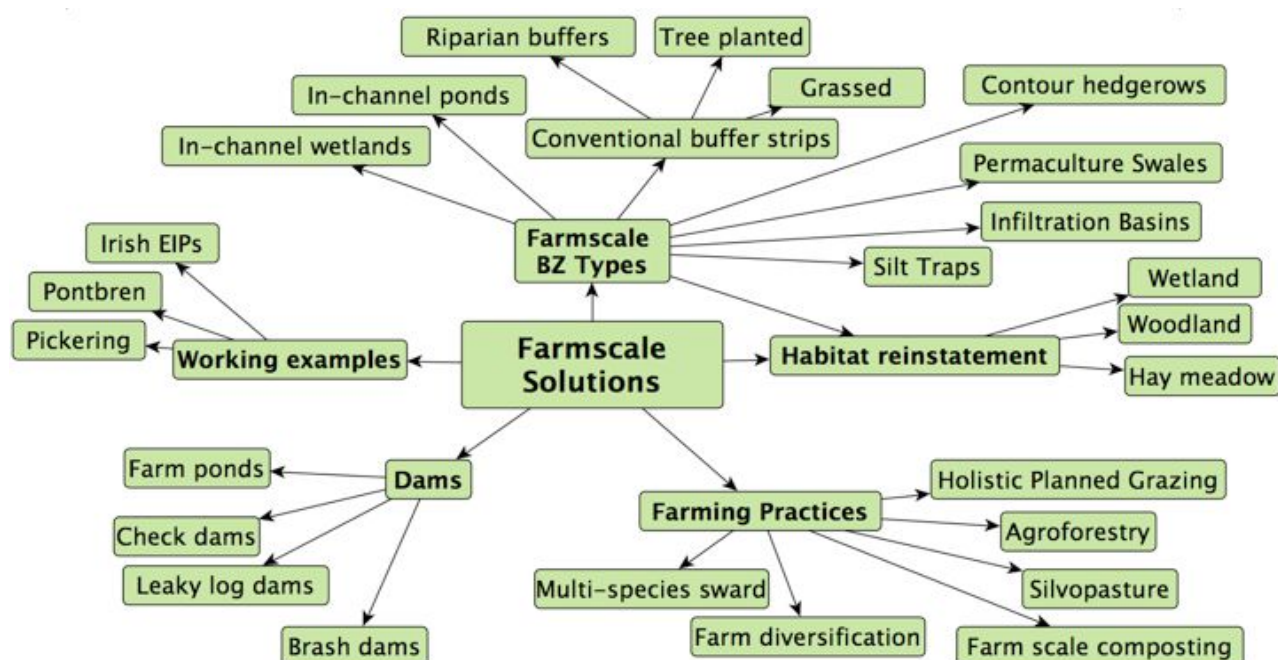 Riparian buffers
Tree planted
Contour hedgerows
Grassed
In-channel ponds
Conventional buffer strips
In-channel wetlands
Permaculture Swales
Infiltration Basins
Farmscale
BZ Types
Irish EIPs
Silt Traps
Wetland
Pontbren
Woodland
Pickering
Working examples
Farmscale
Solutions
Habitat reinstatement
Hay meadow
Farm ponds
Dams
Holistic Planned Grazing
Farming Practices
Check dams
Agroforestry
Leaky log dams
Multi-species sward
Silvopasture
Brash dams
Farm diversification
Farm scale composting